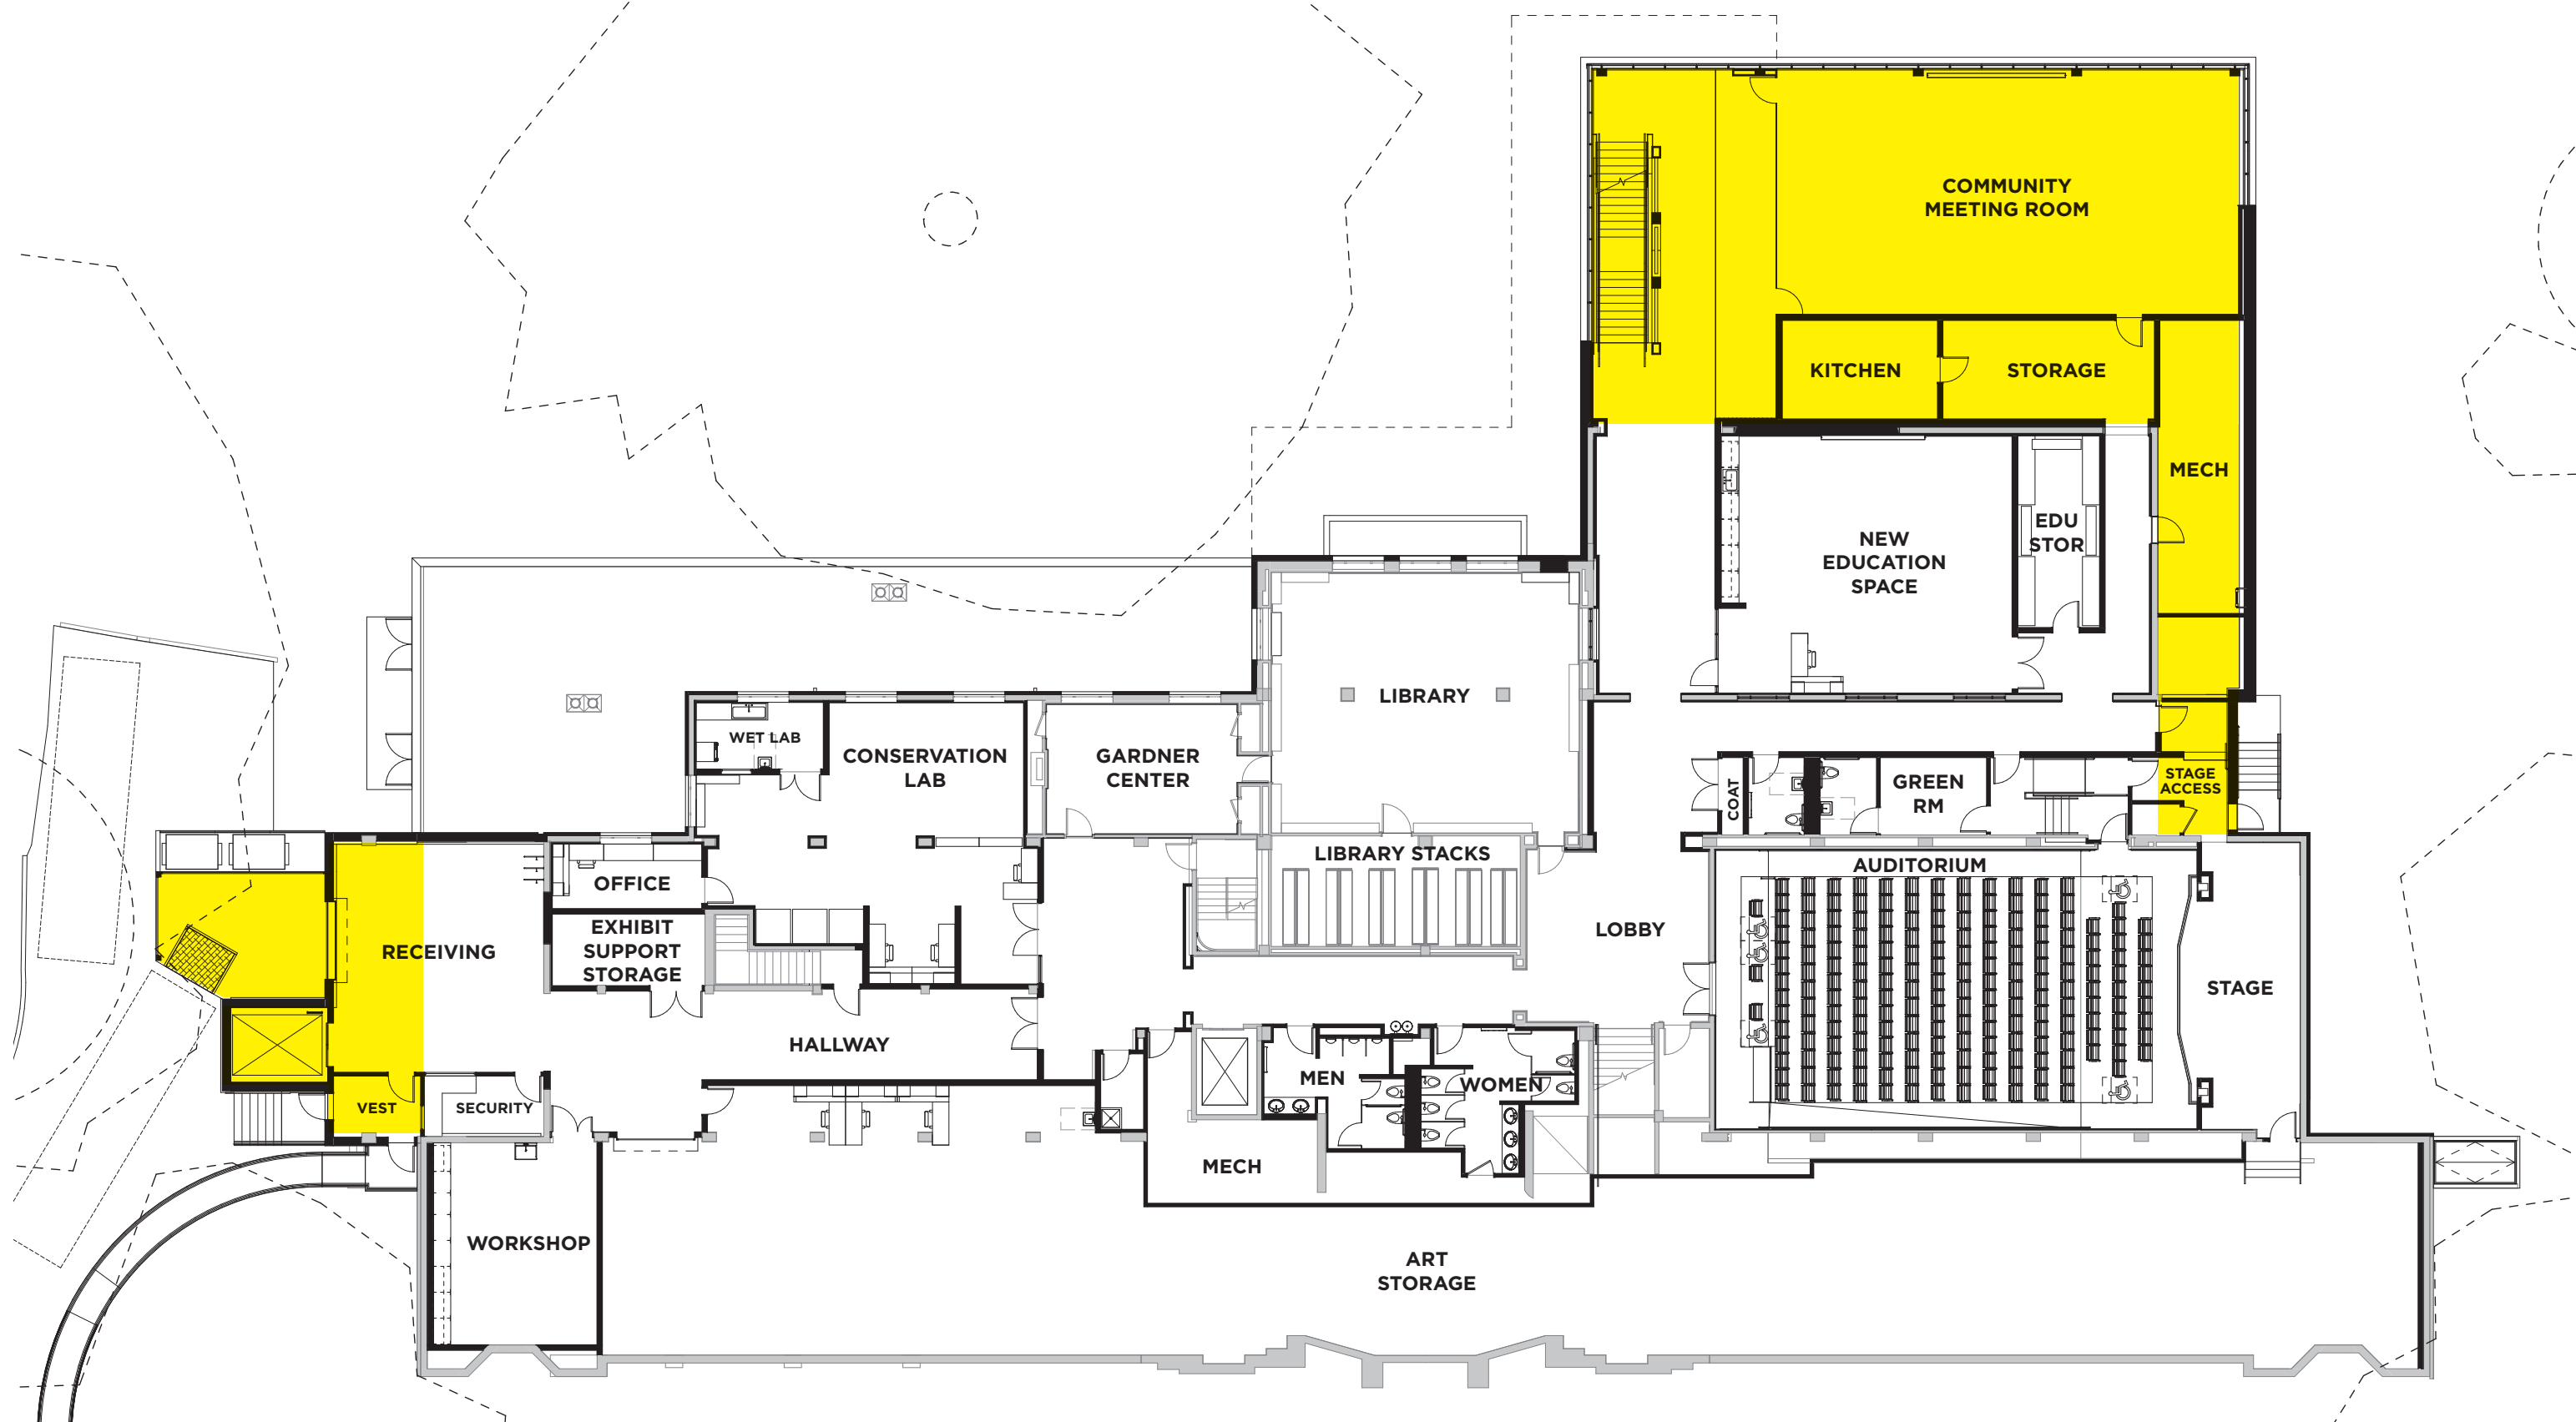 COMMUNITY
MEETING ROOM
KITCHEN
STORAGE
MECH
NEW
EDUCATION
SPACE
EDU
STOR
LIBRARY
WET LAB
CONSERVATION
LAB
GARDNER
CENTER
COAT
GREEN
RM
STAGE
ACCESS
LIBRARY STACKS
AUDITORIUM
OFFICE
EXHIBIT
SUPPORT
STORAGE
RECEIVING
LOBBY
STAGE
HALLWAY
MEN
WOMEN
VEST
SECURITY
MECH
WORKSHOP
ART
STORAGE